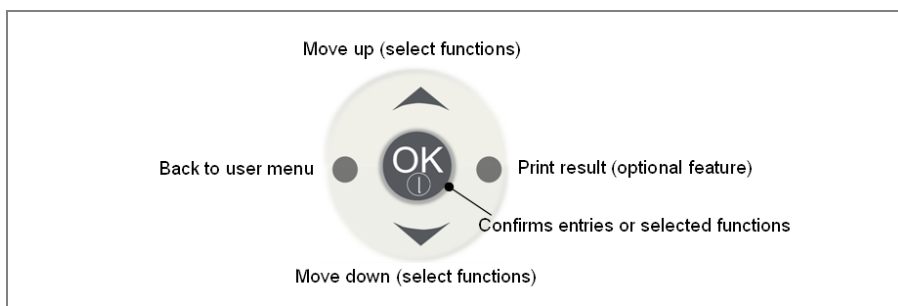 Move up (select functions)
OK
Back to user menu
Print result (optional feature)
Confirms entries or selected functions
Move down (select functions)